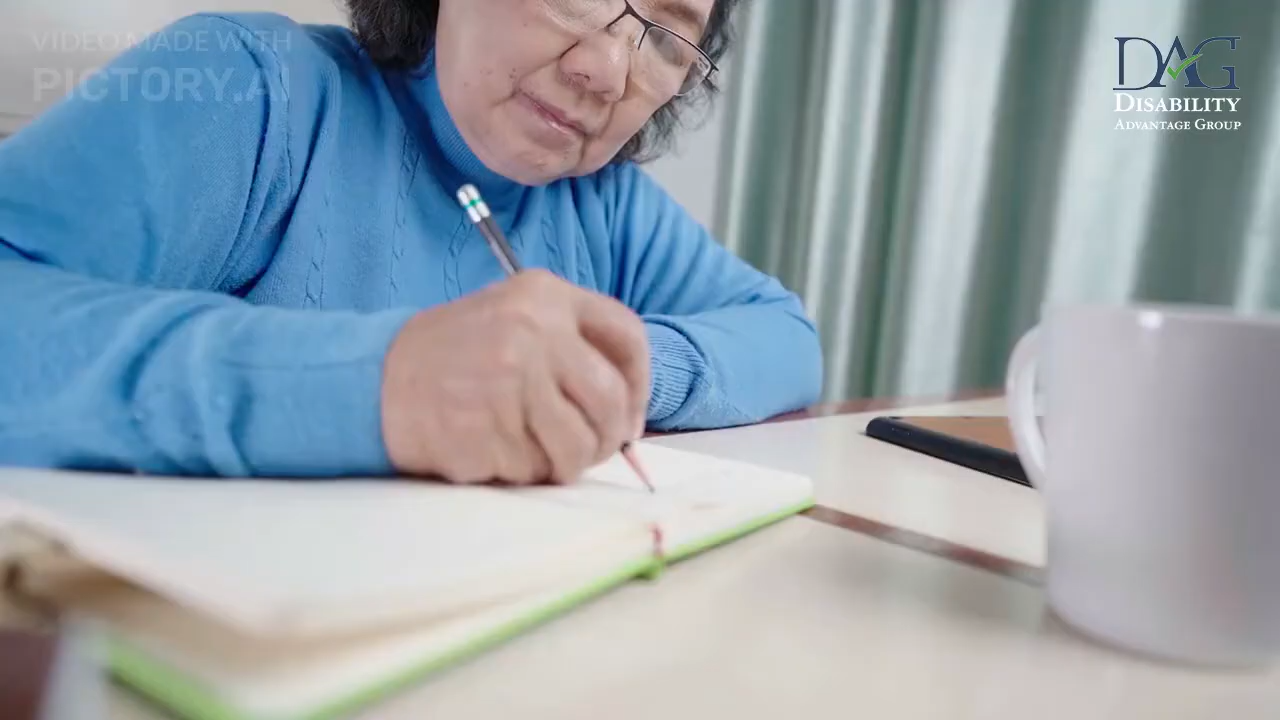 VIDEO MADE WITH
PICTORY.AI
DAG
DISABILITY
ADVANTAGE GROUP